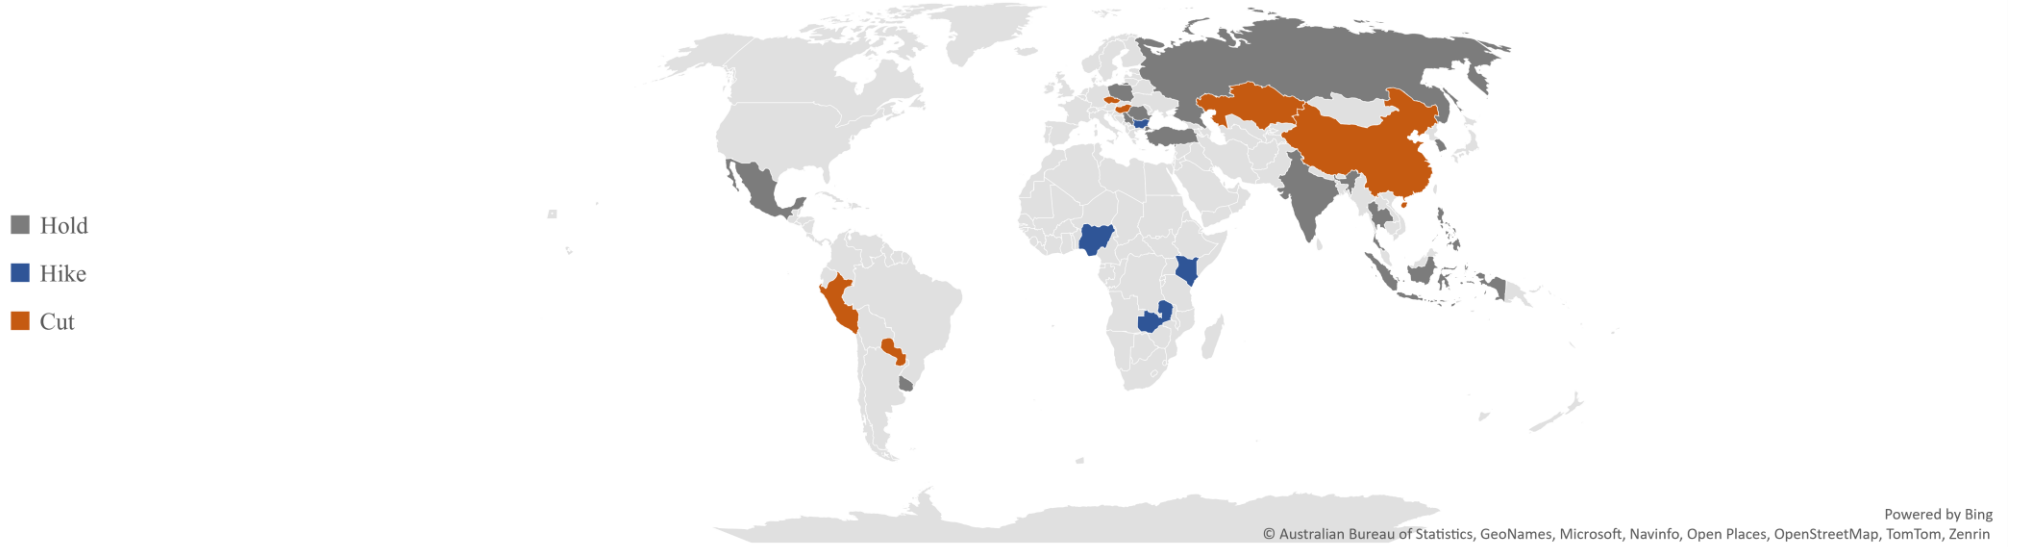 Hold
Hike
Cut
Powered by Bing
© Australian Bureau of Statistics, GeoNames, Microsoft, Navinfo, Open Places, OpenStreetMap, TomTom, Zenrin